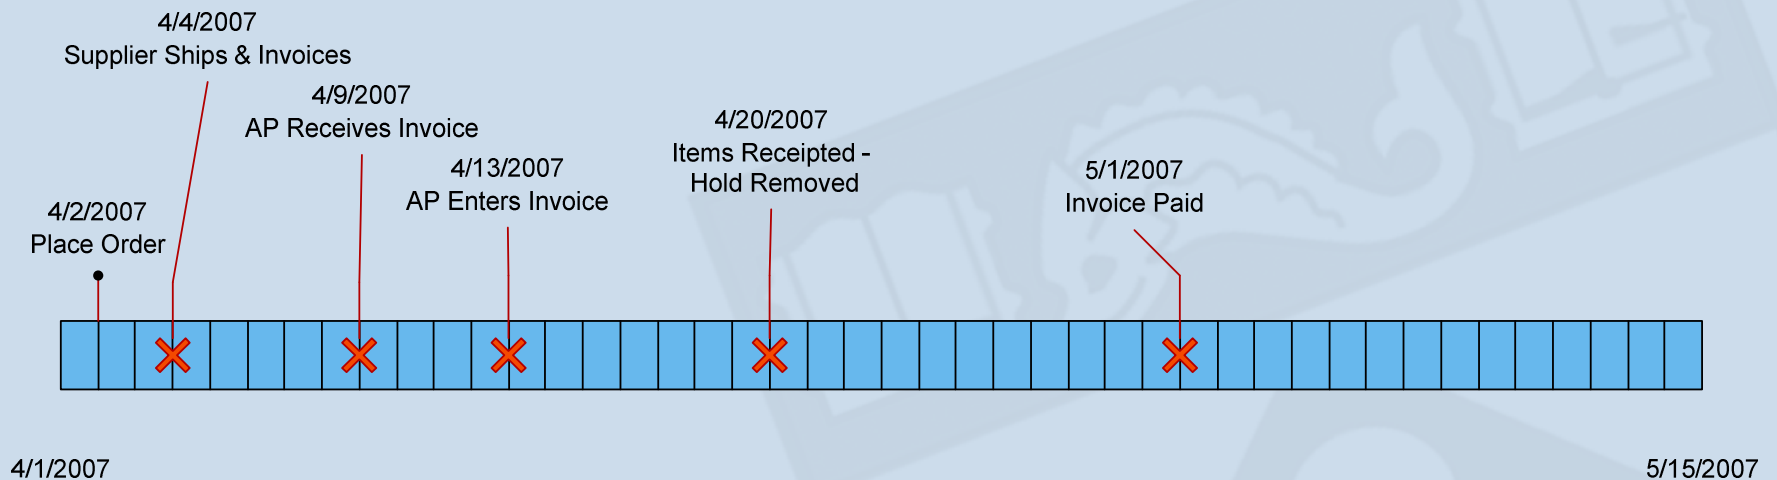 4/4/2007
Supplier Ships & Invoices
4/9/2007
AP Receives Invoice
4/20/2007
Items Receipted -
Hold Removed
4/13/2007
AP Enters Invoice
5/1/2007
Invoice Paid
4/2/2007
Place Order
4/1/2007
5/15/2007